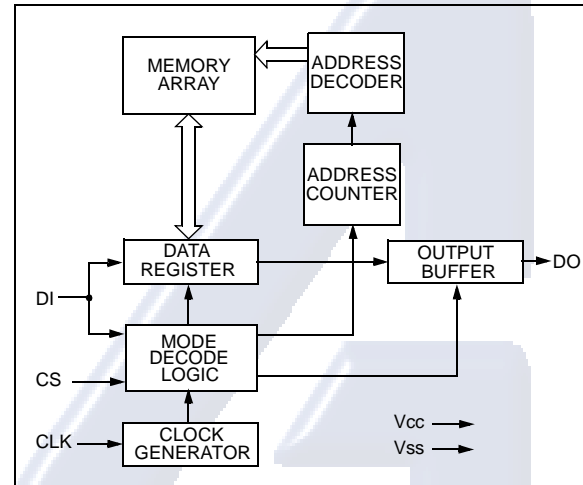 MEMORY
ARRAY
ADDRESS
DECODER
ADDRESS
COUNTER
DATA
REGISTER
OUTPUT
BUFFER
DO
DI
MODE
DECODE
LOGIC
CS
CLK
CLOCK
GENERATOR
Vcc
Vss